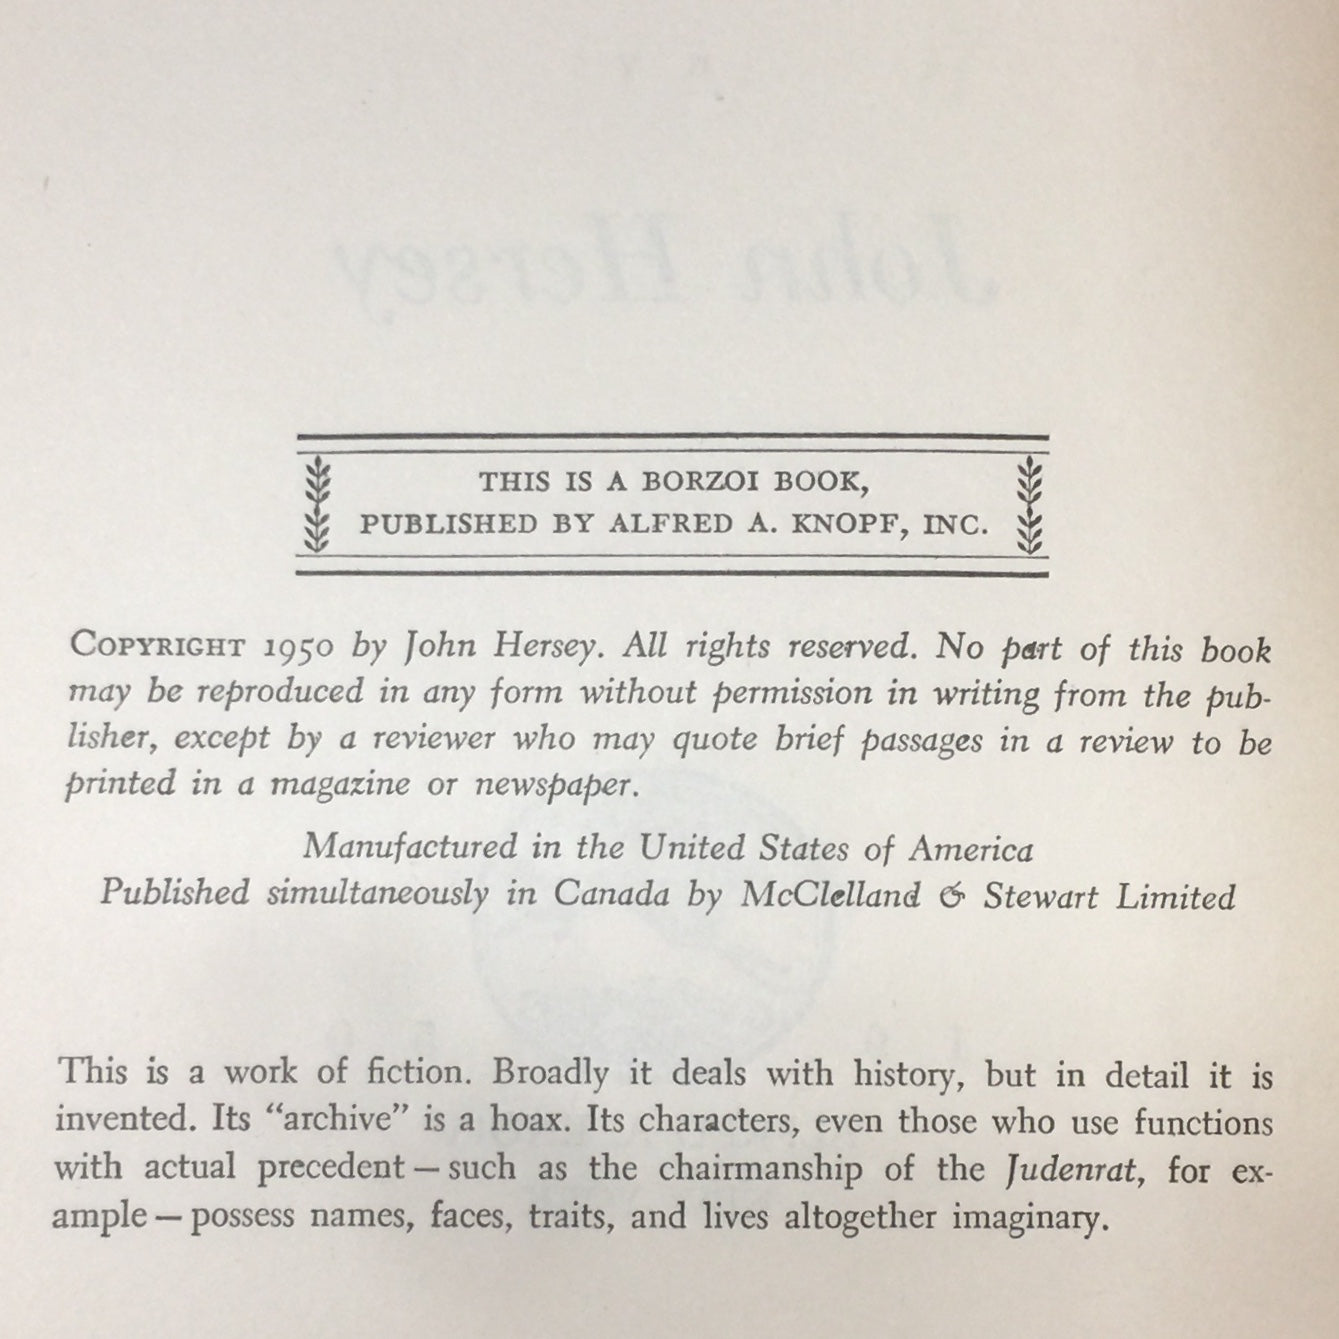 John Hersey
THIS IS A BORZOI BOOK,
PUBLISHED BY ALFRED A. KNOPF, INC.
COPYRIGHT 1950 by John Hersey. All rights reserved. No part of this book
may be reproduced in any form without permission in writing from the pub-
lisher, except by a reviewer who may quote brief passages in a review to be
printed in a magazine or newspaper.
Manufactured in the United States of America
Published simultaneously in Canada by McClelland & Stewart Limited
This is a work of fiction. Broadly it deals with history, but in detail it is
invented. Its “archive” is a hoax. Its characters, even those who use functions
with actual precedent — such as the chairmanship of the Judenrat, for ex-
ample — possess names, faces, traits, and lives altogether imaginary.